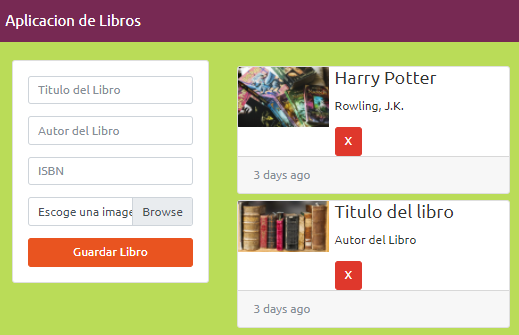 Aplicacion de Libros
Titulo del Libro
Autor del Libro
ISBN
Escoge una image
Browse
Guardar Libro
Harry Potter
Rowling, J.K.
X
3 days ago
Titulo del libro
Autor del Libro
X
3 days ago